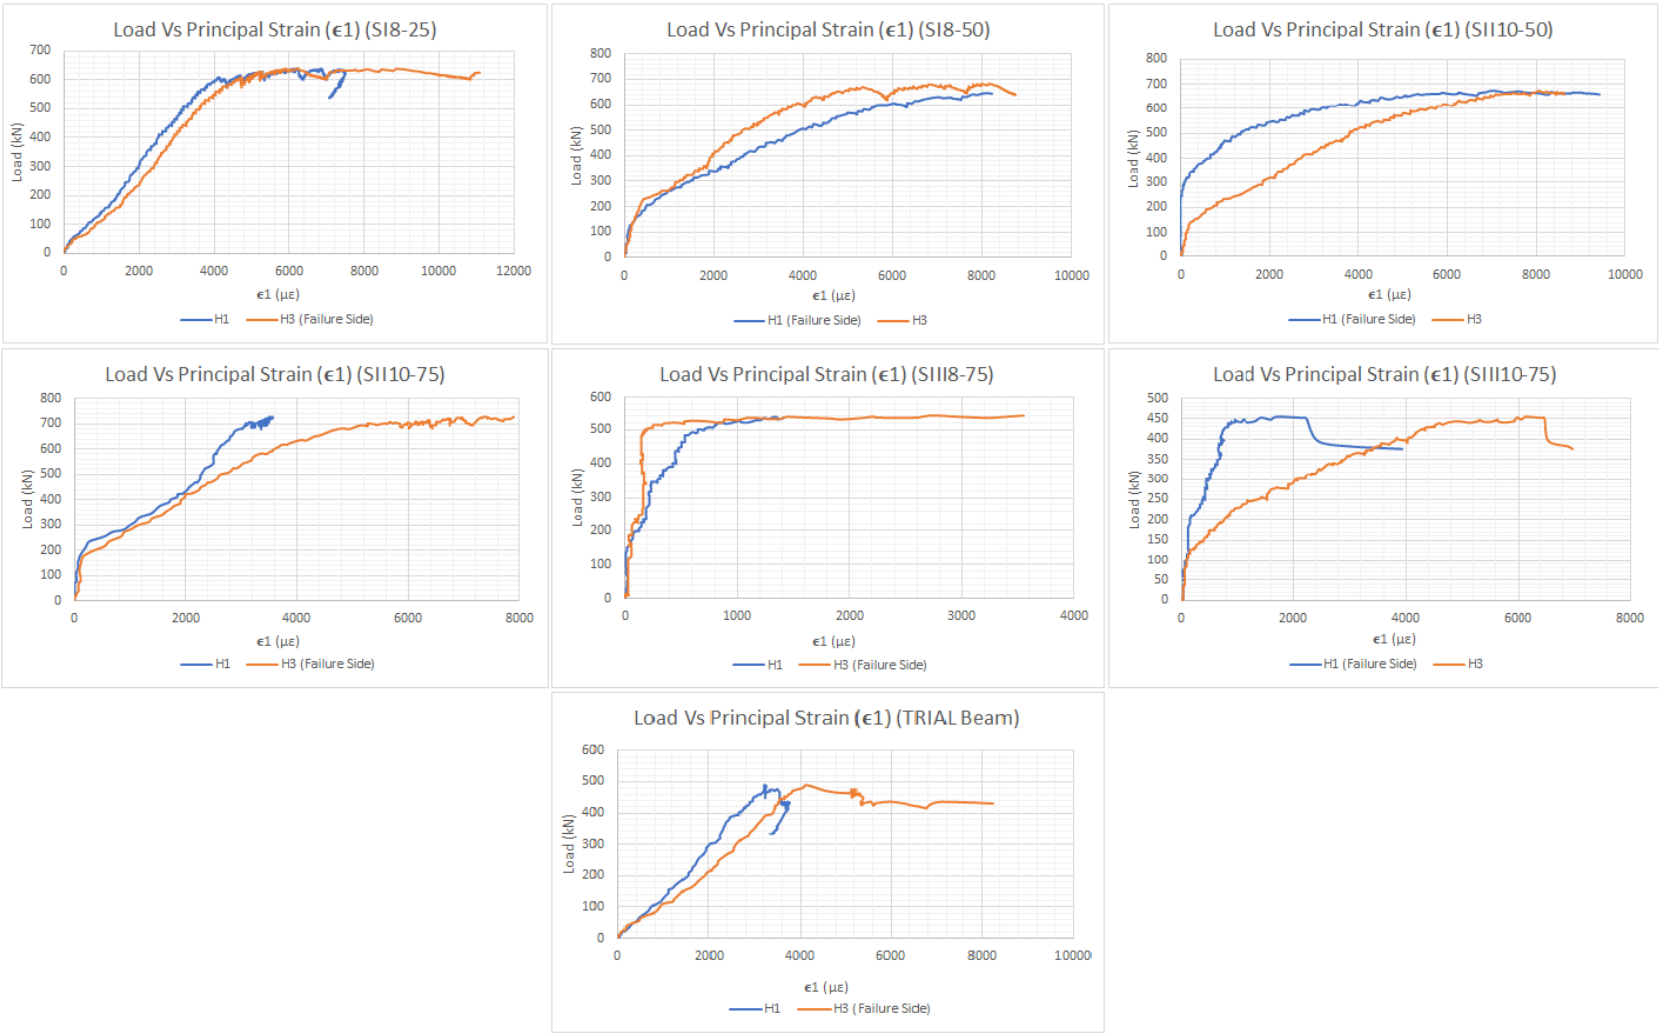 Load Vs Principal Strain (ϵ1) (SI8-25)
700
600
500
400
300
200
100
0
Load (kN)
0 2000 4000 6000 8000 10000 12000
ϵ1 (με)
H1 H3 (Failure Side)
Load Vs Principal Strain (ϵ1) (SI8-50)
800
700
600
500
400
300
200
100
0
Load (kN)
0 2000 4000 6000 8000 10000
ϵ1 (με)
H1 (Failure Side) H3
Load Vs Principal Strain (ϵ1) (SII10-50)
800
700
600
500
400
300
200
100
0
Load (kN)
0 2000 4000 6000 8000 10000
ϵ1 (με)
H1 (Failure Side) H3
Load Vs Principal Strain (ϵ1) (SII10-75)
800
700
600
500
400
300
200
100
0
Load (kN)
0 2000 4000 6000 8000
ϵ1 (με)
H1 H3 (Failure Side)
Load Vs Principal Strain (ϵ1) (SIII8-75)
600
500
400
300
200
100
0
Load (kN)
0 1000 2000 3000 4000
ϵ1 (με)
H1 H3 (Failure Side)
Load Vs Principal Strain (ϵ1) (SIII10-75)
500
450
400
350
300
250
200
150
100
50
0
Load (kN)
0 2000 4000 6000 8000
ϵ1 (με)
H1 (Failure Side) H3
Load Vs Principal Strain (ϵ1) (TRIAL Beam)
600
500
400
300
200
100
0
Load (kN)
0 2000 4000 6000 8000 10000
ϵ1 (με)
H1 H3 (Failure Side)